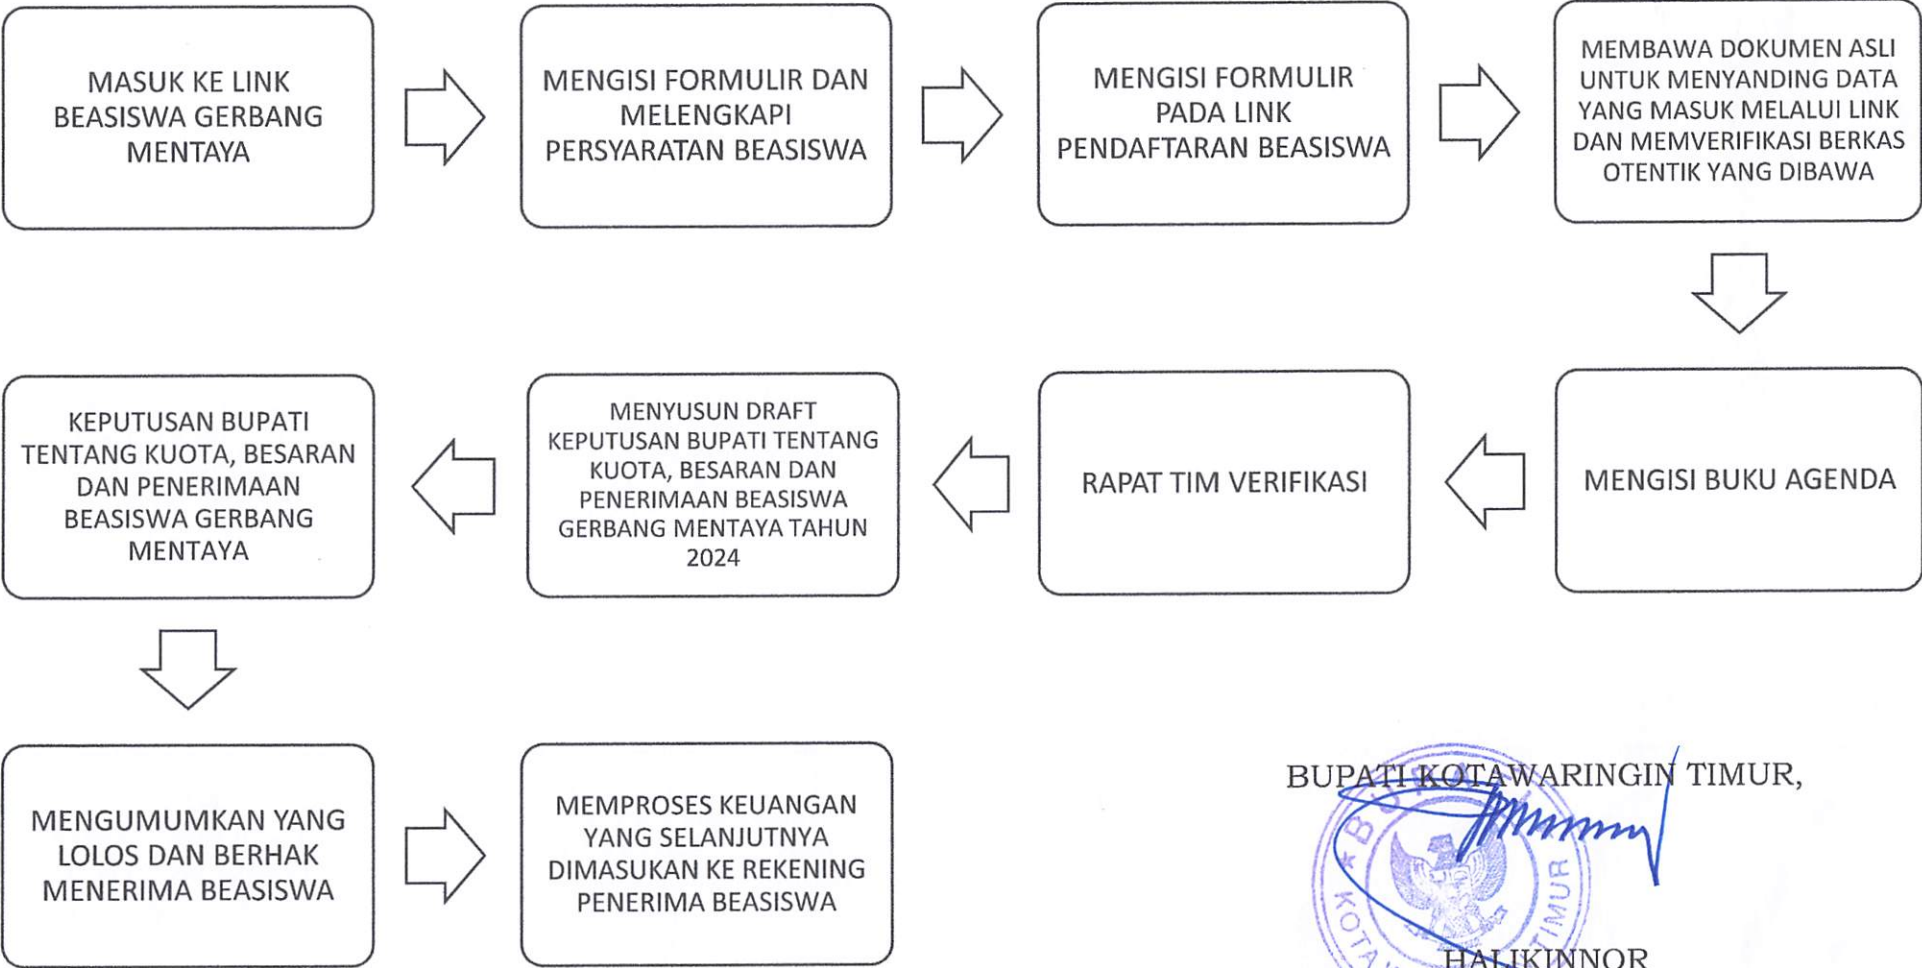 MASUK KE LINK
BEASISWA GERBANG
MENTAYA
MENGISI FORMULIR DAN
MELENGKAPI
PERSYARATAN BEASISWA
MENGISI FORMULIR
PADA LINK
PENDAFTARAN BEASISWA
MEMBAWA DOKUMEN ASLI
UNTUK MENYANDING DATA
YANG MASUK MELALUI LINK
DAN MEMVERIFIKASI BERKAS
OTENTIK YANG DIBAWA
MENGISI BUKU AGENDA
RAPAT TIM VERIFIKASI
MENYUSUN DRAFT
KEPUTUSAN BUPATI TENTANG
KUOTA, BESARAN DAN
PENERIMAAN BEASISWA
GERBANG MENTAYA TAHUN
2024
KEPUTUSAN BUPATI
TENTANG KUOTA, BESARAN
DAN PENERIMAAN
BEASISWA GERBANG
MENTAYA
MENGUMUMKAN YANG
LOLOS DAN BERHAK
MENERIMA BEASISWA
MEMPROSES KEUANGAN
YANG SELANJUTNYA
DIMASUKAN KE REKENING
PENERIMA BEASISWA
BUPATI KOTAWARINGIN TIMUR,
BUPATI
TIMUR
HALIKINNOR